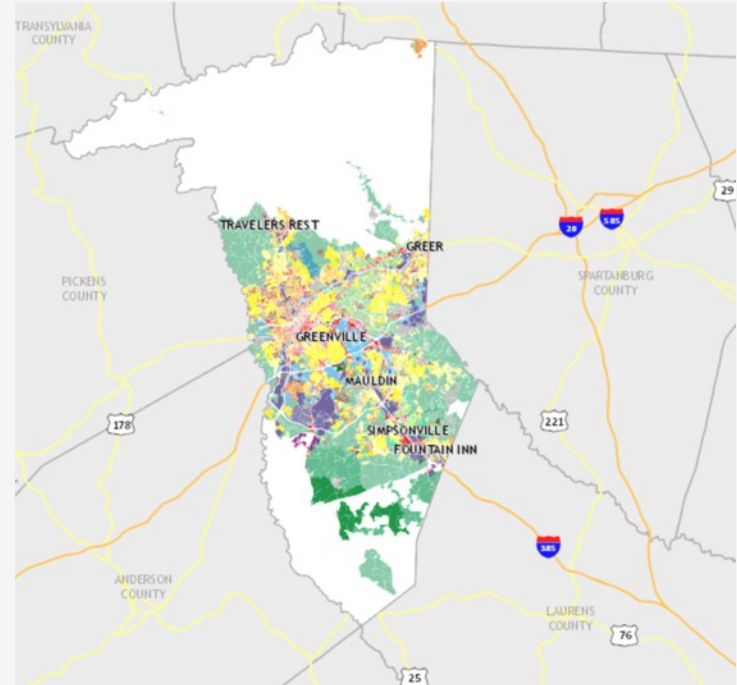 TRANSYLVANIA
COUNTY
29
TRAVELERS REST
28
585
GREER
PICKENS
COUNTY
SPARTANBURG
COUNTY
GREENVILLE
MAULDIN
178
SIMPSONVILLE
221
FOUNTAIN INN
385
ANDERSON
COUNTY
LAURENS
COUNTY
76
25